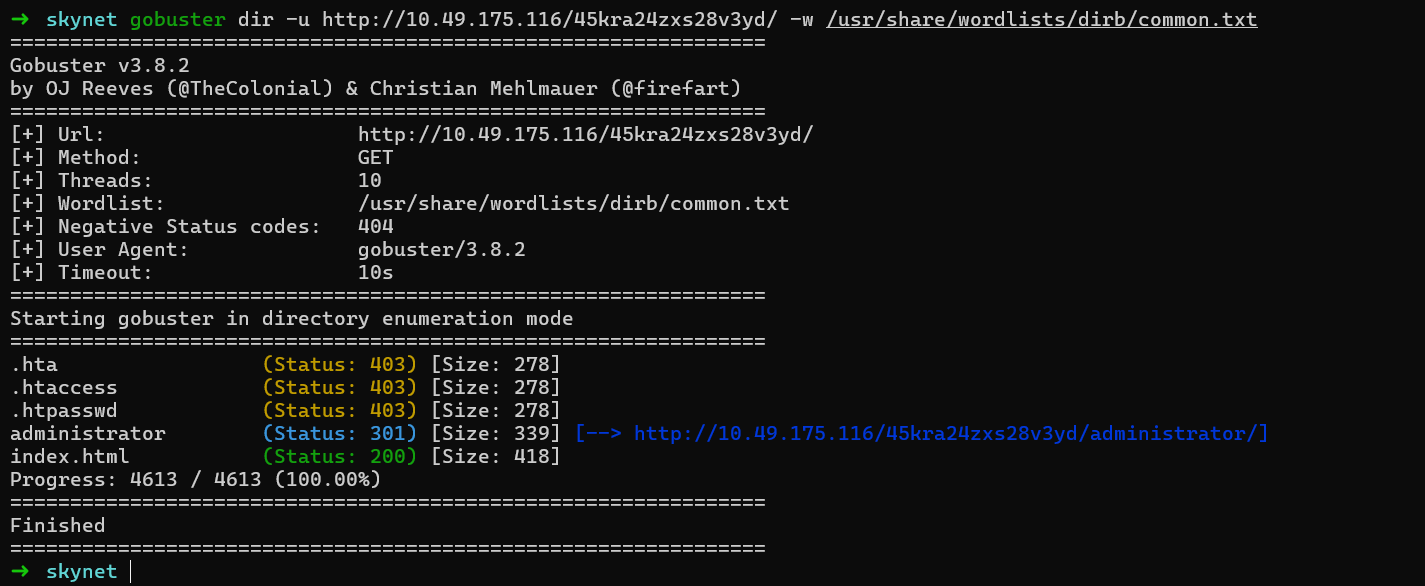 → skynet gobuster dir -u http://10.49.175.116/45kra24zxs28v3yd/ -w /usr/share/wordlists/dirb/common.txt
===============================================================
Gobuster v3.8.2
by OJ Reeves (@TheColonial) & Christian Mehlmauer (@firefart)
===============================================================
[+] Url:                     http://10.49.175.116/45kra24zxs28v3yd/
[+] Method:                  GET
[+] Threads:                 10
[+] Wordlist:                /usr/share/wordlists/dirb/common.txt
[+] Negative Status codes:   404
[+] User Agent:              gobuster/3.8.2
[+] Timeout:                 10s
===============================================================
Starting gobuster in directory enumeration mode
===============================================================
.hta                 (Status: 403) [Size: 278]
.htaccess            (Status: 403) [Size: 278]
.htpasswd            (Status: 403) [Size: 278]
administrator        (Status: 301) [Size: 339] [--> http://10.49.175.116/45kra24zxs28v3yd/administrator/]
index.html           (Status: 200) [Size: 418]
Progress: 4613 / 4613 (100.00%)
===============================================================
Finished
===============================================================
→ skynet